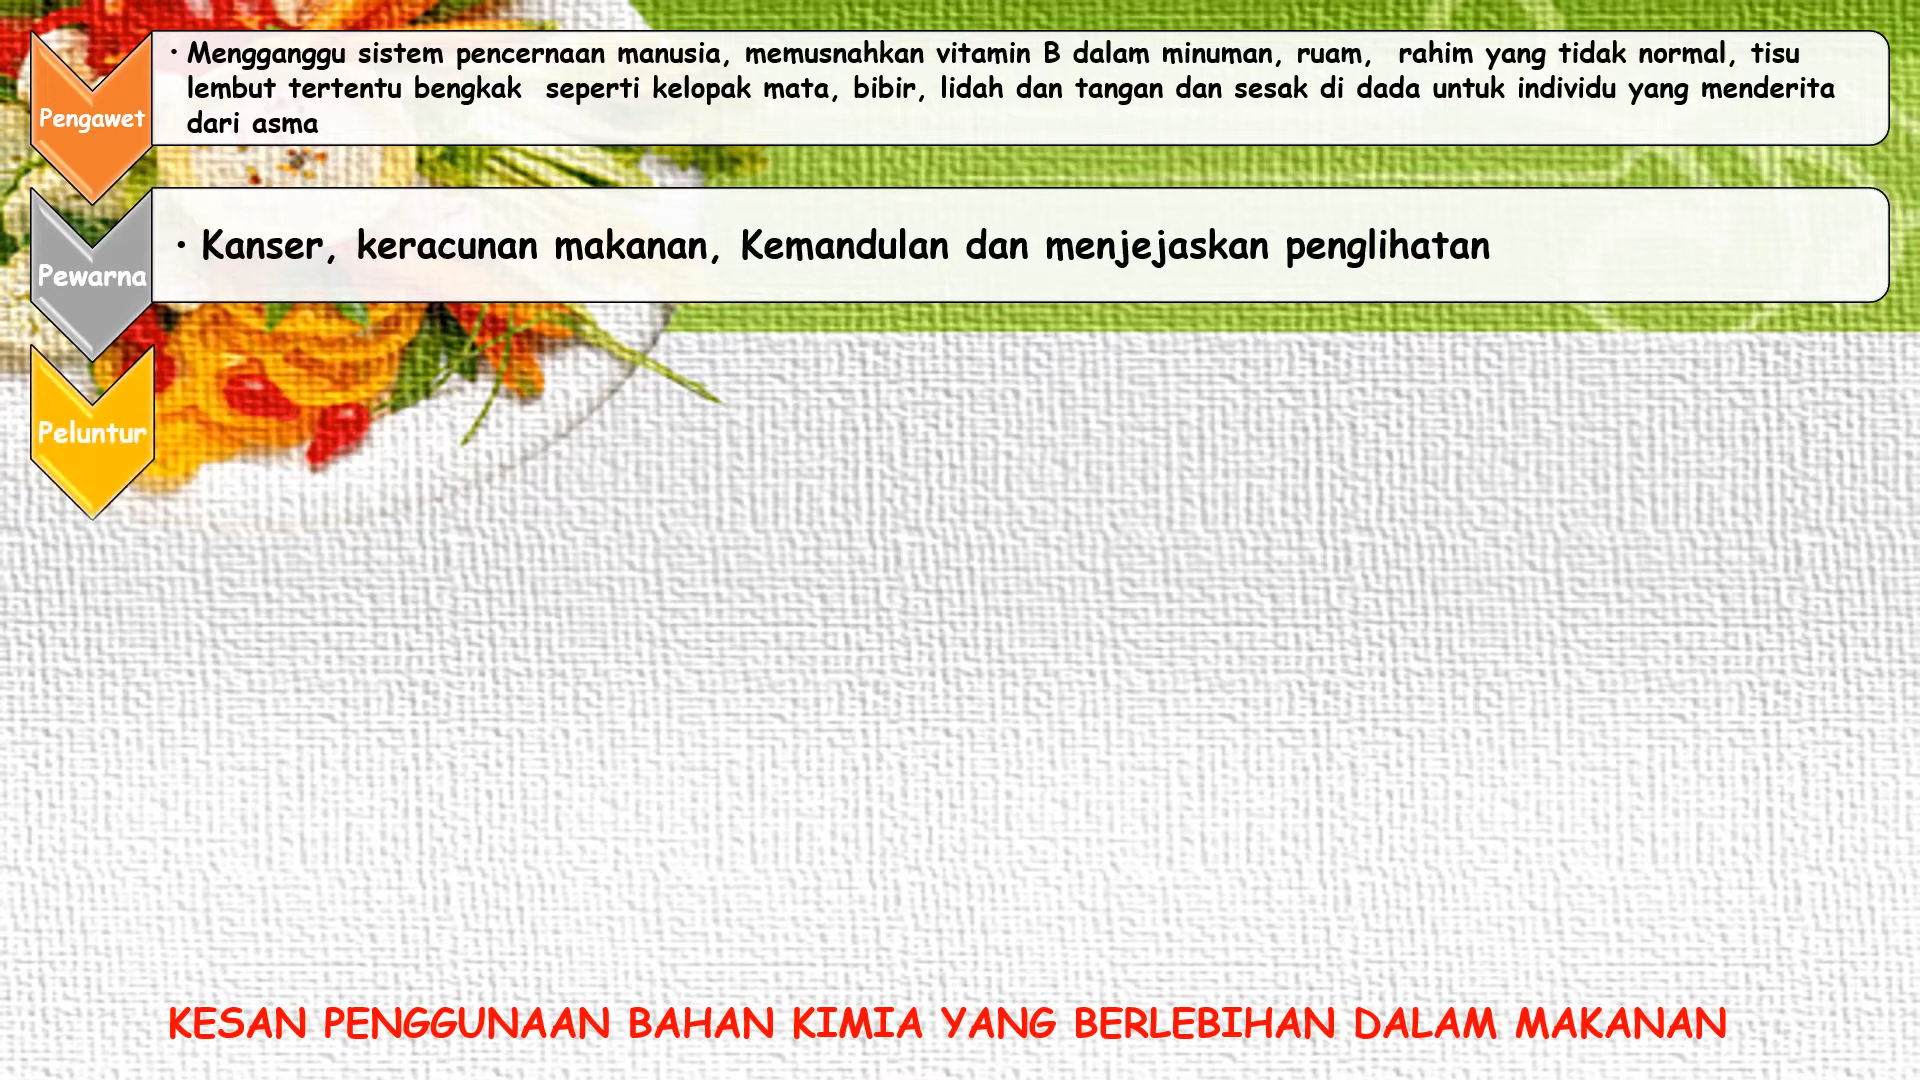 Pengawet
• Mengganggu sistem pencernaan manusia, memusnahkan vitamin B dalam minuman, ruam, rahim yang tidak normal, tisu
lembut tertentu bengkak seperti kelopak mata, bibir, lidah dan tangan dan sesak di dada untuk individu yang menderita
dari asma
Pewarna
• Kanser, keracunan makanan, Kemandulan dan menjejaskan penglihatan
Peluntur
KESAN PENGGUNAAN BAHAN KIMIA YANG BERLEBIHAN DALAM MAKANAN